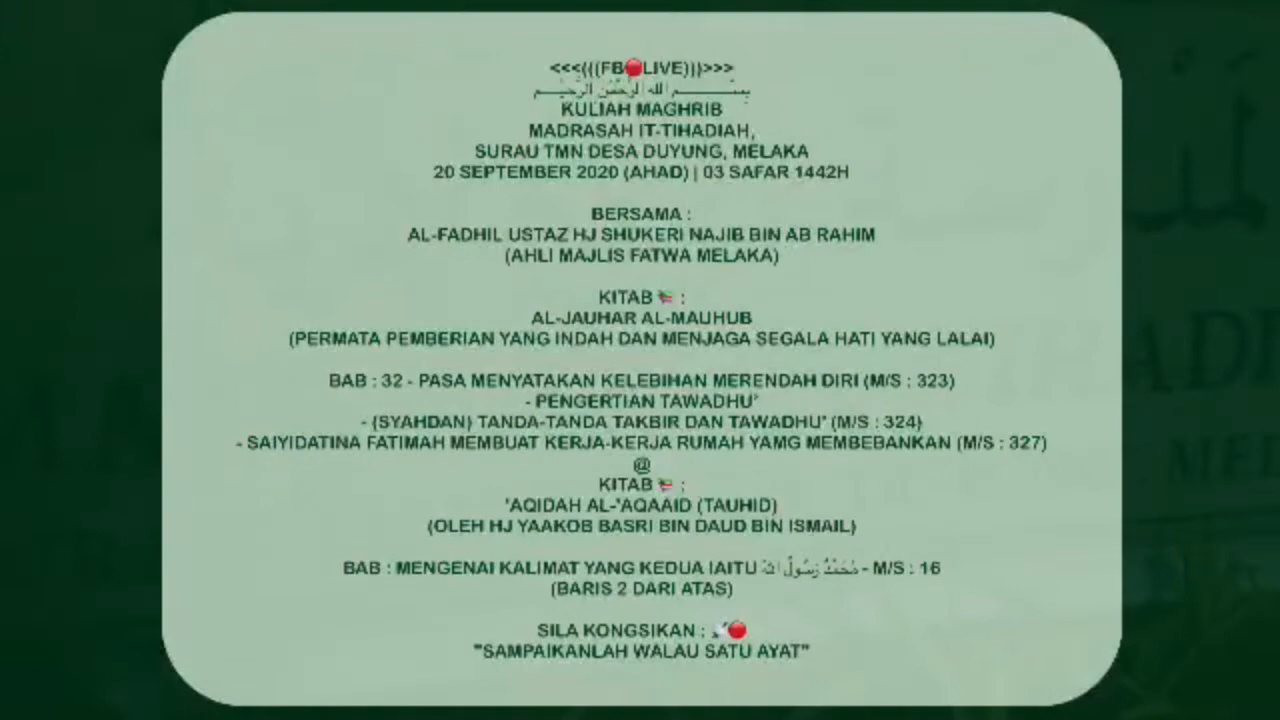 <<<(((FB🔴LIVE)))>>>
بِسْـــــــــمِ اللهِ الرَّحْمٰنِ الرَّحِيْـــمِ
KULIAH MAGHRIB
MADRASAH IT-TIHADIAH,
SURAU TMN DESA DUYUNG, MELAKA
20 SEPTEMBER 2020 (AHAD) | 03 SAFAR 1442H
BERSAMA :
AL-FADHIL USTAZ HJ SHUKERI NAJIB BIN AB RAHIM
(AHLI MAJLIS FATWA MELAKA)
KITAB 📚 :
AL-JAUHAR AL-MAUHUB
(PERMATA PEMBERIAN YANG INDAH DAN MENJAGA SEGALA HATI YANG LALAI)
BAB : 32 - PASA MENYATAKAN KELEBIHAN MERENDAH DIRI (M/S : 323)
- PENGERTIAN TAWADHU'
- (SYAHDAN) TANDA-TANDA TAKBIR DAN TAWADHU' (M/S : 324)
- SAIYIDATINA FATIMAH MEMBUAT KERJA-KERJA RUMAH YAMG MEMBEBANKAN (M/S : 327)
@
KITAB 📚 :
'AQIDAH AL-'AQAAID (TAUHID)
(OLEH HJ YAAKOB BASRI BIN DAUD BIN ISMAIL)
BAB : MENGENAI KALIMAT YANG KEDUA IAITU مُحَمَّدٌ رَسُولُ اللهِ - M/S : 16
(BARIS 2 DARI ATAS)
SILA KONGSIKAN : 🔴
"SAMPAIKANLAH WALAU SATU AYAT"